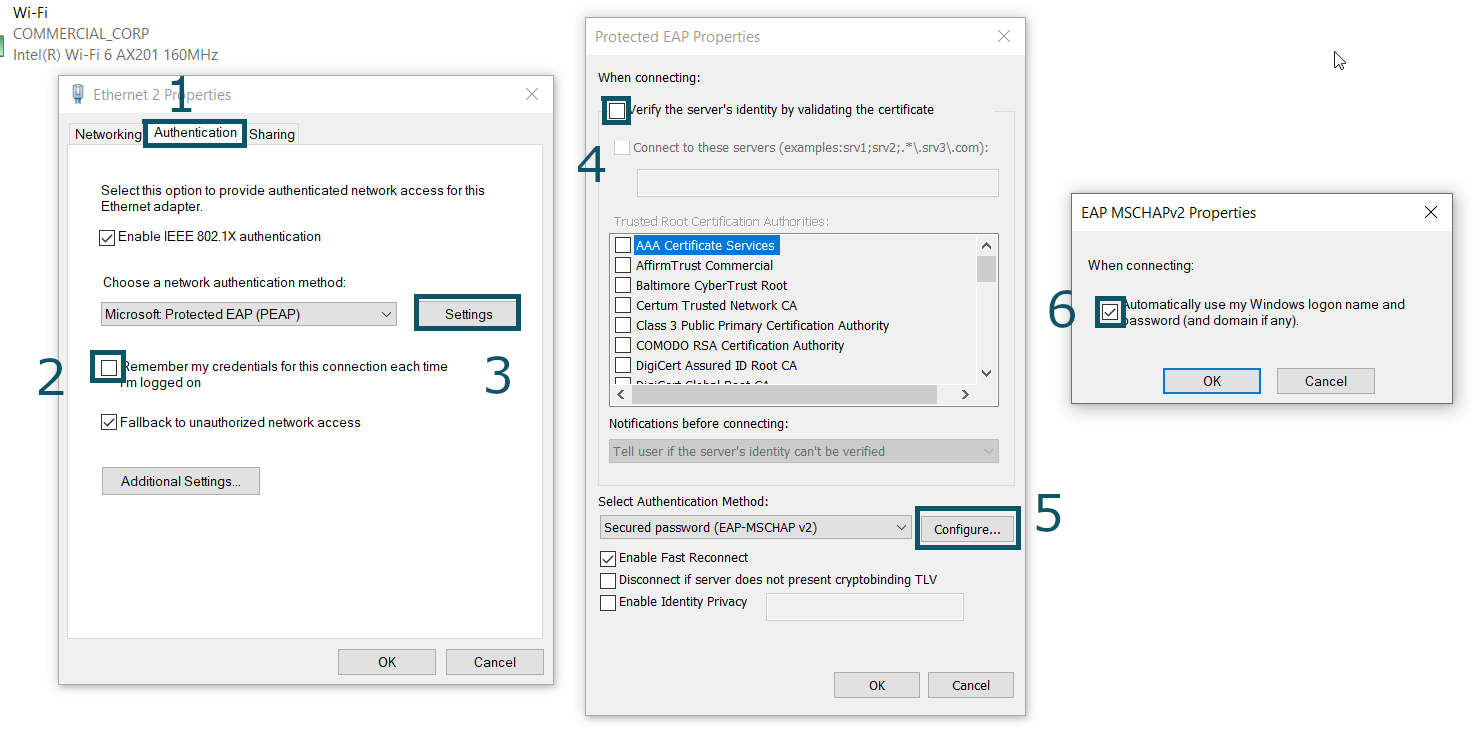 Wi-Fi
COMMERCIAL_CORP
Intel(R) Wi-Fi 6 AX201 160MHz
1
Ethernet 2 Properties
Networking Authentication Sharing
Select this option to provide authenticated network access for this
Ethernet adapter.
Enable IEEE 802.1X authentication
Choose a network authentication method:
Microsoft: Protected EAP (PEAP)
Settings
2
3
Remember my credentials for this connection each time
I'm logged on
Fallback to unauthorized network access
Additional Settings...
OK Cancel
Protected EAP Properties
When connecting:
Verify the server's identity by validating the certificate
4
Connect to these servers (examples:srv1;srv2;.*\.srv3\.com):
Trusted Root Certification Authorities:
AAA Certificate Services
AffirmTrust Commercial
Baltimore CyberTrust Root
Certum Trusted Network CA
Class 3 Public Primary Certification Authority
COMODO RSA Certification Authority
DigiCert Assured ID Root CA
DigiCert Global Root CA
Notifications before connecting:
Tell user if the server's identity can't be verified
Select Authentication Method:
Secured password (EAP-MSCHAP v2)
Configure...
5
Enable Fast Reconnect
Disconnect if server does not present cryptobinding TLV
Enable Identity Privacy
OK Cancel
EAP MSCHAPv2 Properties
When connecting:
6
Automatically use my Windows logon name and
password (and domain if any).
OK Cancel